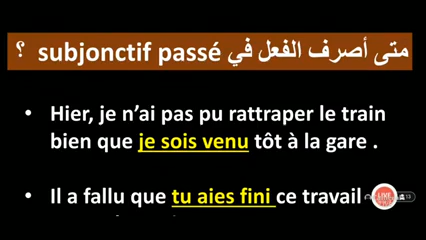 متى أصرف الفعل في subjonctif passé ؟
• Hier, je n'ai pas pu rattraper le train
bien que je sois venu tôt à la gare .
• Il a fallu que tu aies fini ce travail